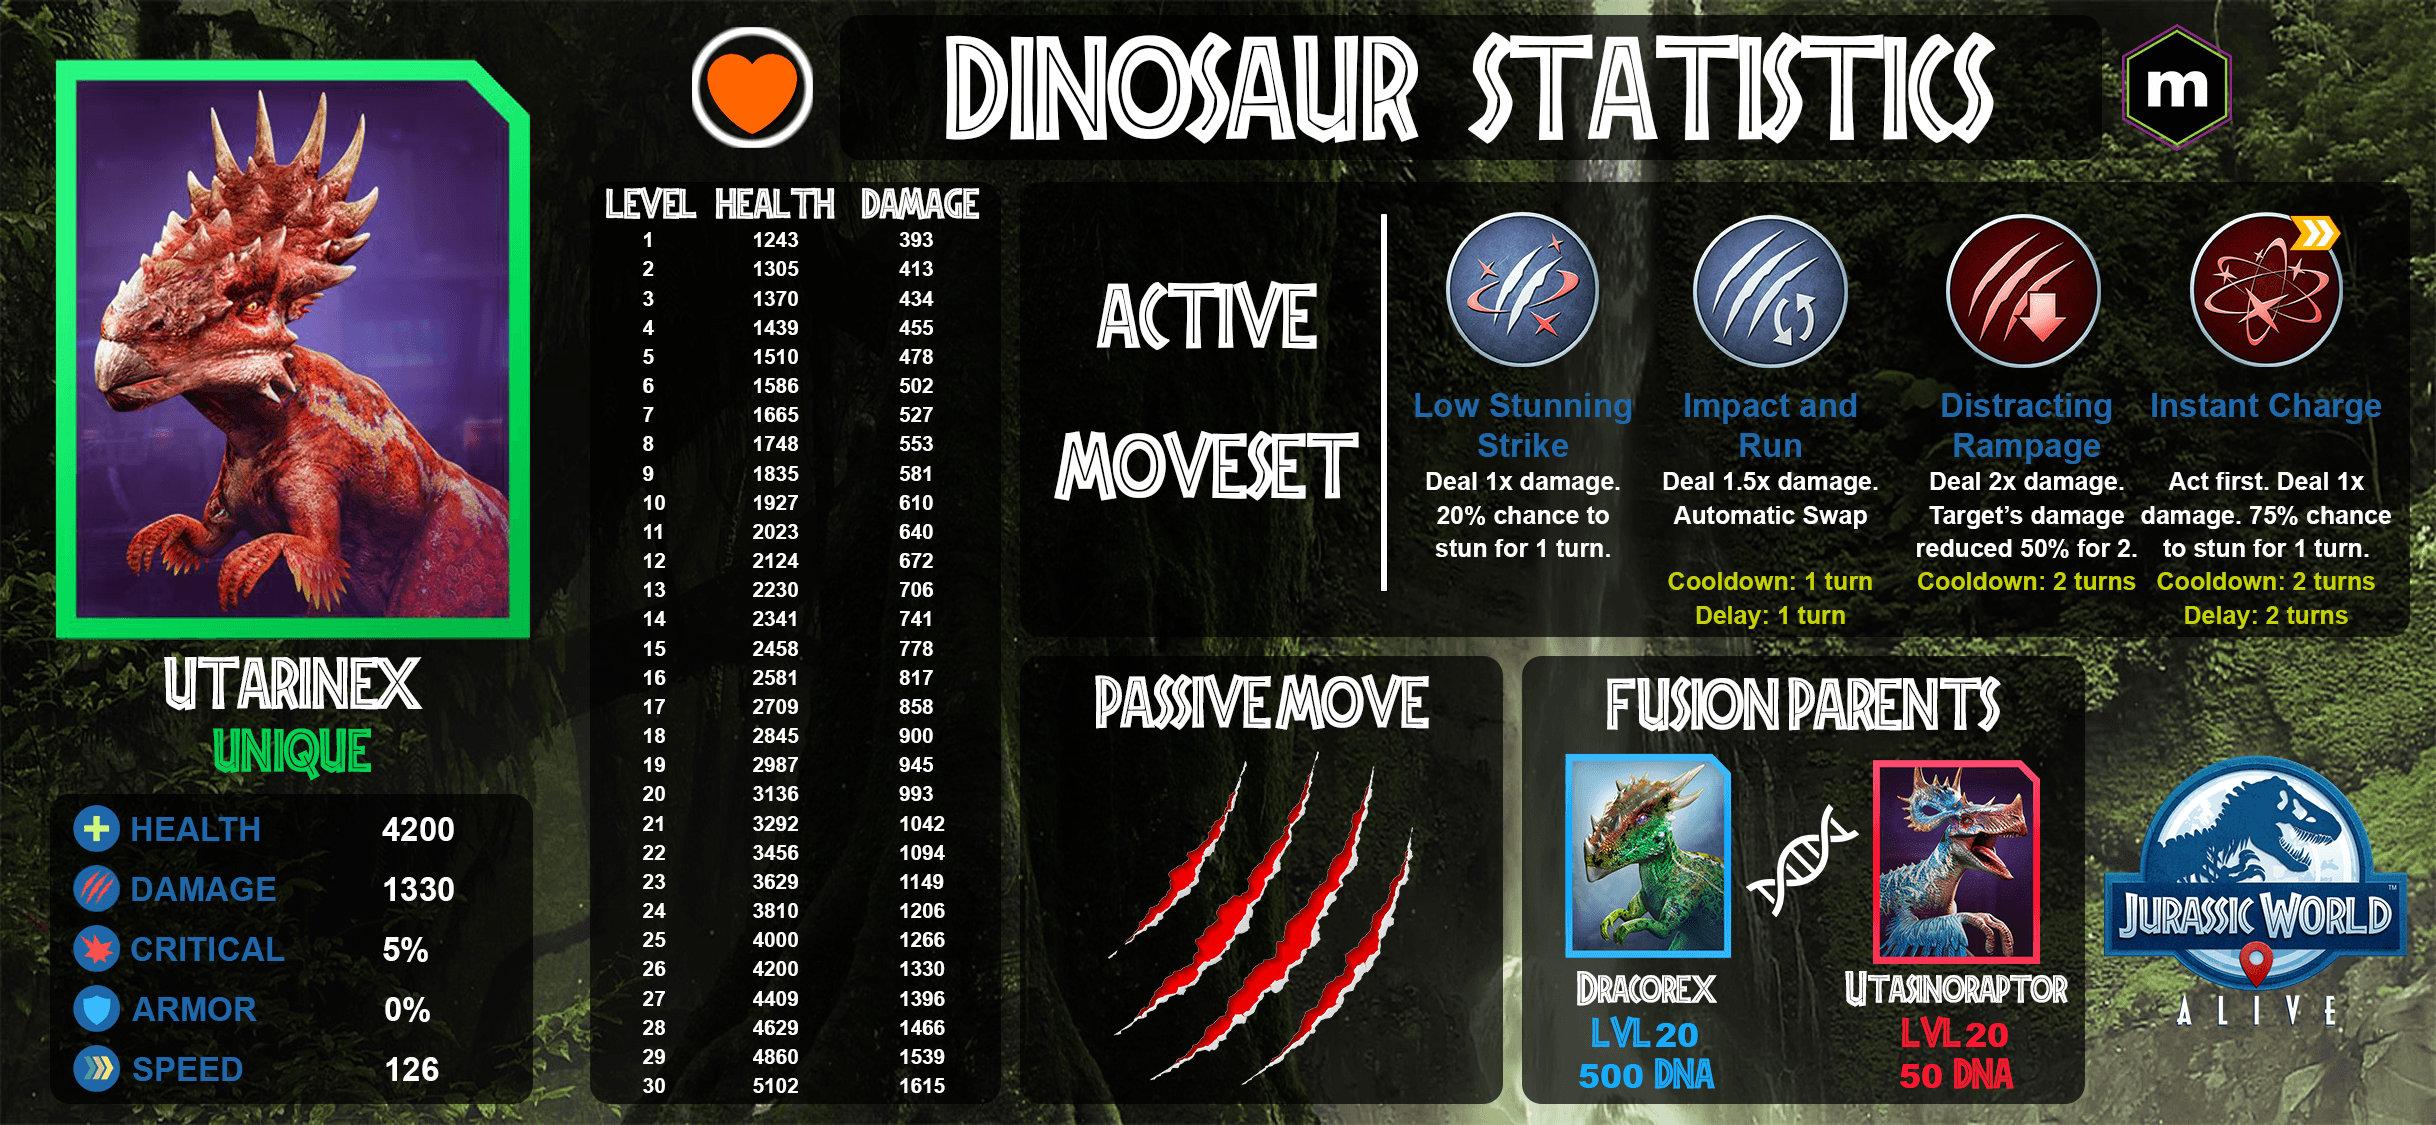 DINOSAUR STATISTICS
m
UTARINEX
UNIQUE
HEALTH 4200
DAMAGE 1330
CRITICAL 5%
ARMOR 0%
SPEED 126
LEVEL HEALTH DAMAGE
1 1243 393
2 1305 413
3 1370 434
4 1439 455
5 1510 478
6 1586 502
7 1665 527
8 1748 553
9 1835 581
10 1927 610
11 2023 640
12 2124 672
13 2230 706
14 2341 741
15 2458 778
16 2581 817
17 2709 858
18 2845 900
19 2987 945
20 3136 993
21 3292 1042
22 3456 1094
23 3629 1149
24 3810 1206
25 4000 1266
26 4200 1330
27 4409 1396
28 4629 1466
29 4860 1539
30 5102 1615
ACTIVE
MOVESET
Low Stunning
Strike
Deal 1x damage.
20% chance to
stun for 1 turn.
Impact and
Run
Deal 1.5x damage.
Automatic Swap
Cooldown: 1 turn
Delay: 1 turn
Distracting
Rampage
Deal 2x damage.
Target’s damage
reduced 50% for 2.
Cooldown: 2 turns
Instant Charge
Act first. Deal 1x
damage. 75% chance
to stun for 1 turn.
Cooldown: 2 turns
Delay: 2 turns
PASSIVE MOVE
FUSION PARENTS
DRACOREX
LVL 20
500 DNA
UTASINORAPTOR
LVL 20
50 DNA
JURASSIC WORLD™
ALIVE